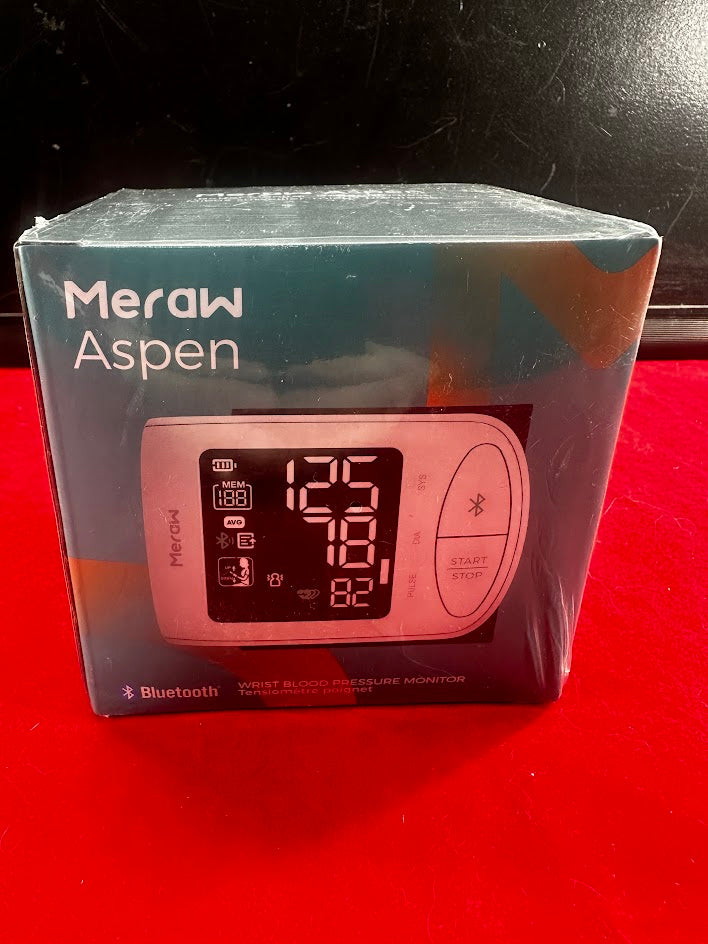 Meraw
Aspen
125
SYS
MEM
188
AVG
78
DIA
82
PULSE
Meraw
START
STOP
Bluetooth®
WRIST BLOOD PRESSURE MONITOR
Tensiomètre poignet